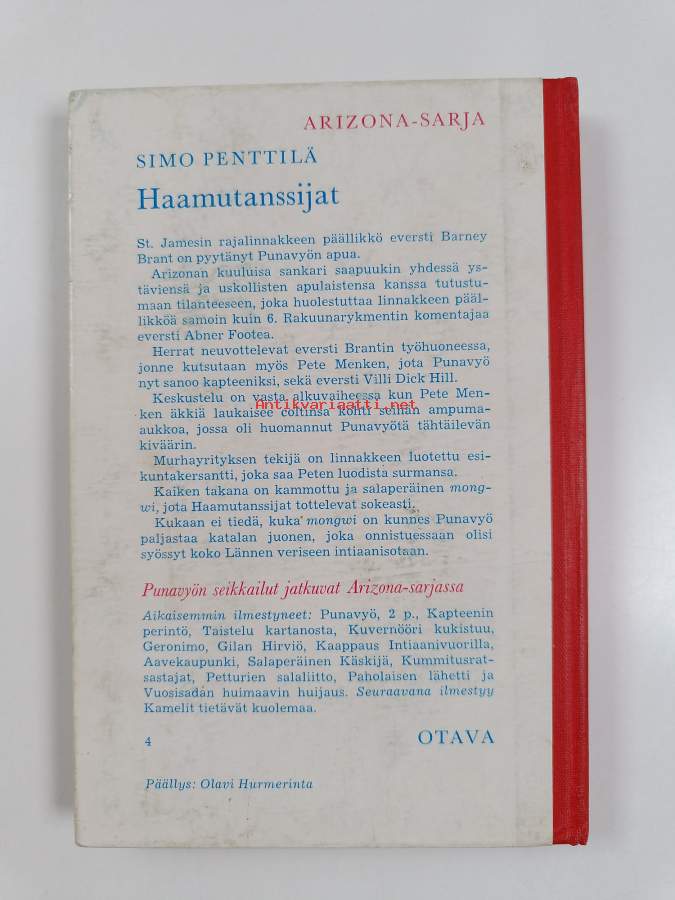 ARIZONA-SARJA
SIMO PENTTILÄ
Haamutanssijat
St. Jamesin rajalinnakkeen päällikkö eversti Barney
Brant on pyytänyt Punavyön apua.
Arizonan kuuluisa sankari saapuukin yhdessä ys-
täviensä ja uskollisten apulaistensa kanssa tutustu-
maan tilanteeseen, joka huolestuttaa linnakkeen pääl-
likköä samoin kuin 6. Rakuunarykmentin komentajaa
eversti Abner Footea.
Herrat neuvottelevat eversti Brantin työhuoneessa,
jonne kutsutaan myös Pete Menken, jota Punavyö
nyt sanoo kapteeniksi, sekä eversti Villi Dick Hill.
Keskustelu on vasta alkuvaiheessa kun Pete Men-
Antikvariaatti.net
ken äkkiä laukaisee coltinsa kohti seinän ampuma-
aukkoa, jossa oli huomannut Punavyötä tähtäilevän
kiväärin.
Murhayrityksen tekijä on linnakkeen luotettu esi-
kuntakersantti, joka saa Peten luodista surmansa.
Kaiken takana on kammottu ja salaperäinen mong-
wi, jota Haamutanssijat tottelevat sokeasti.
Kukaan ei tiedä, kuka mongwi on kunnes Punavyö
paljastaa katalan juonen, joka onnistuessaan olisi
syössyt koko Lännen veriseen intiaanisotaan.
Punavyön seikkailut jatkuvat Arizona-sarjassa
Aikaisemmin ilmestyneet: Punavyö, 2 p., Kapteenin
perintö, Taistelu kartanosta, Kuvernööri kukistuu,
Geronimo, Gilan Hirviö, Kaappaus Intiaanivuorilla,
Aavekaupunki, Salaperäinen Käskijä, Kummitusrat-
sastajat, Petturien salaliitto, Paholaisen lähetti ja
Vuosisadan huimaavin huijaus. Seuraavana ilmestyy
Kamelit tietävät kuolemaa.
4
OTAVA
Päällys: Olavi Hurmerinta